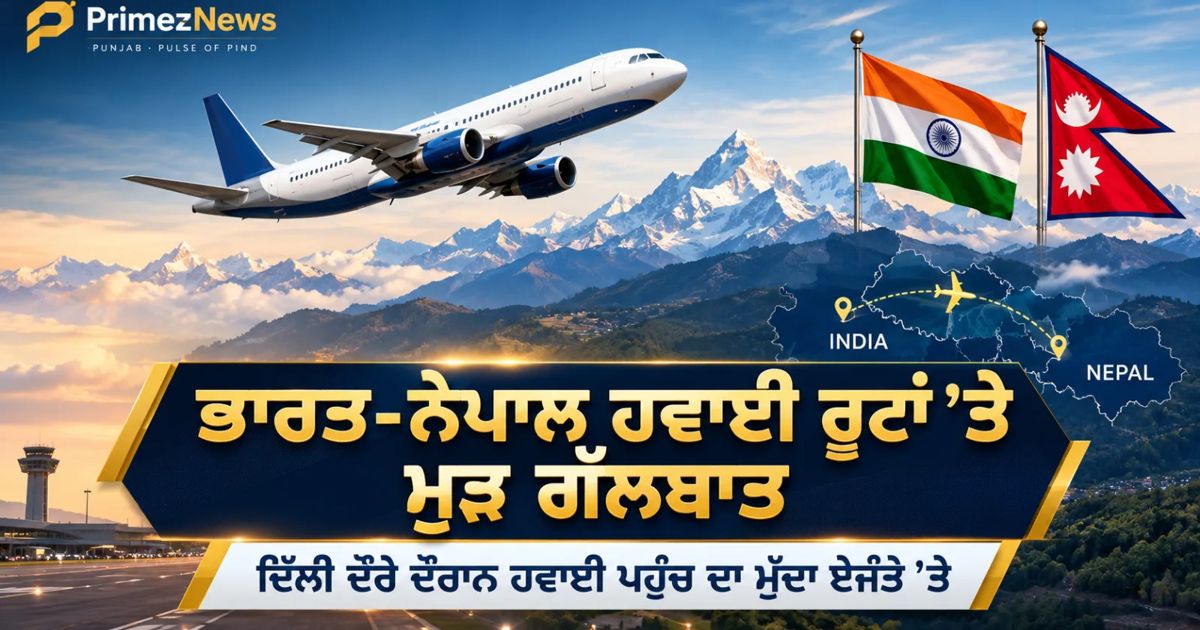 PrimezNews
PUNJAB · PULSE OF PIND
INDIA
NEPAL
ਭਾਰਤ-ਨੇਪਾਲ ਹਵਾਈ ਰੂਟਾਂ 'ਤੇ
ਮੁੜ ਗੱਲਬਾਤ
ਦਿੱਲੀ ਦੌਰੇ ਦੌਰਾਨ ਹਵਾਈ ਪਹੁੰਚ ਦਾ ਮੁੱਦਾ ਏਜੰਤੇ 'ਤੇ